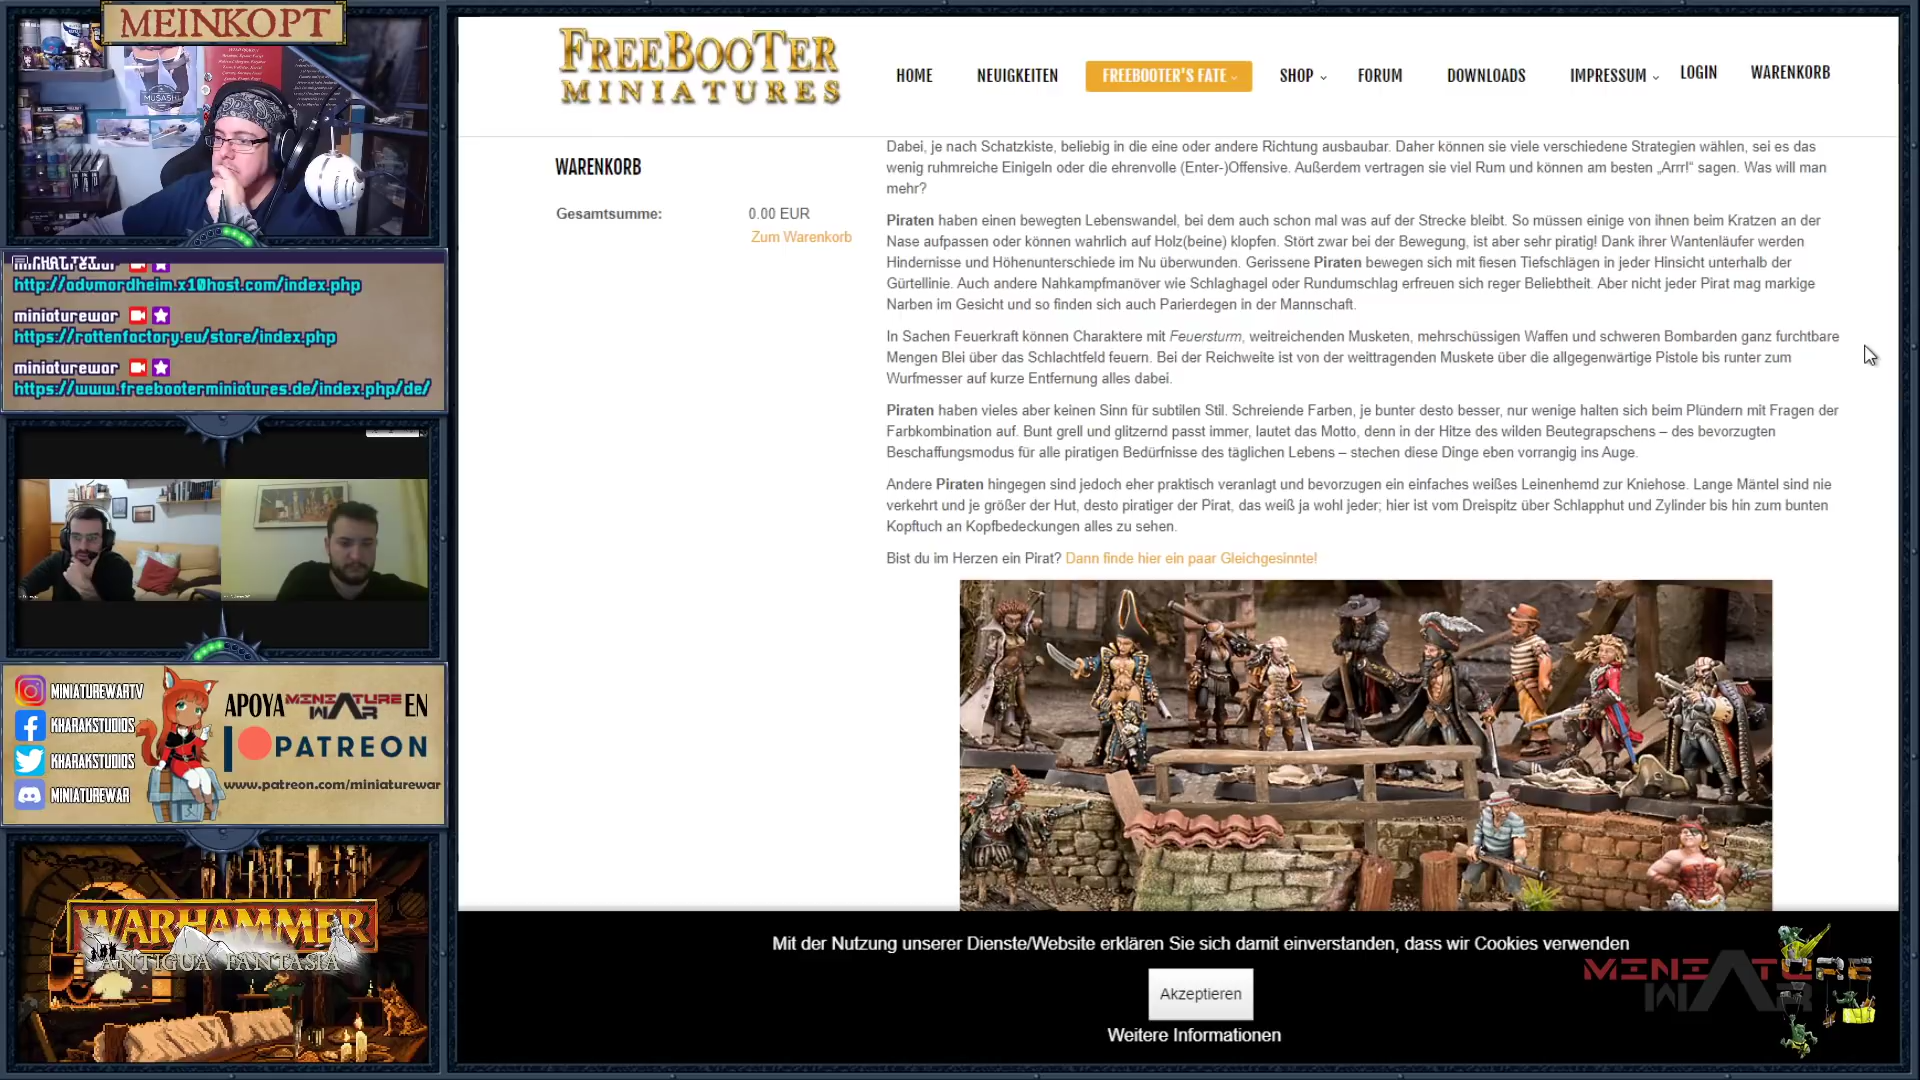 MEINKOPT
MUSASHI
CHAT.TXT
miniaturewar
http://advmordheim.x10host.com/index.php
miniaturewar
https://rottenfactory.eu/store/index.php
miniaturewar
https://www.freebooterminiatures.de/index.php/de/
MINIATUREWARTV
KHARAKSTUDIOS
KHARAKSTUDIOS
MINIATUREWAR
APOYA MINIATURE WAR EN
PATREON
www.patreon.com/miniaturewar
WARHAMMER
ANTIGUA FANTASIA
FREEBOOTER
MINIATURES
HOME NEUIGKEITEN FREEBOOTER'S FATE SHOP FORUM DOWNLOADS IMPRESSUM LOGIN WARENKORB
WARENKORB
Gesamtsumme: 0.00 EUR
Zum Warenkorb
Dabei, je nach Schatzkiste, beliebig in die eine oder andere Richtung ausbaubar. Daher können sie viele verschiedene Strategien wählen, sei es das
wenig ruhmreiche Einigeln oder die ehrenvolle (Enter-)Offensive. Außerdem vertragen sie viel Rum und können am besten „Arrr!“ sagen. Was will man
mehr?
Piraten haben einen bewegten Lebenswandel, bei dem auch schon mal was auf der Strecke bleibt. So müssen einige von ihnen beim Kratzen an der
Nase aufpassen oder können wahrlich auf Holz(beine) klopfen. Stört zwar bei der Bewegung, ist aber sehr piratig! Dank ihrer Wantenläufer werden
Hindernisse und Höhenunterschiede im Nu überwunden. Gerissene Piraten bewegen sich mit fiesen Tiefschlägen in jeder Hinsicht unterhalb der
Gürtellinie. Auch andere Nahkampfmanöver wie Schlaghagel oder Rundumschlag erfreuen sich reger Beliebtheit. Aber nicht jeder Pirat mag markige
Narben im Gesicht und so finden sich auch Parierdegen in der Mannschaft.
In Sachen Feuerkraft können Charaktere mit Feuersturm, weitreichenden Musketen, mehrschüssigen Waffen und schweren Bombarden ganz furchtbare
Mengen Blei über das Schlachtfeld feuern. Bei der Reichweite ist von der weittragenden Muskete über die allgegenwärtige Pistole bis runter zum
Wurfmesser auf kurze Entfernung alles dabei.
Piraten haben vieles aber keinen Sinn für subtilen Stil. Schreiende Farben, je bunter desto besser, nur wenige halten sich beim Plündern mit Fragen der
Farbkombination auf. Bunt grell und glitzernd passt immer, lautet das Motto, denn in der Hitze des wilden Beutegrapschens – des bevorzugten
Beschaffungsmodus für alle piratigen Bedürfnisse des täglichen Lebens – stechen diese Dinge eben vorrangig ins Auge.
Andere Piraten hingegen sind jedoch eher praktisch veranlagt und bevorzugen ein einfaches weißes Leinenhemd zur Kniehose. Lange Mäntel sind nie
verkehrt und je größer der Hut, desto piratiger der Pirat, das weiß ja wohl jeder; hier ist vom Dreispitz über Schlapphut und Zylinder bis hin zum bunten
Kopftuch an Kopfbedeckungen alles zu sehen.
Bist du im Herzen ein Pirat? Dann finde hier ein paar Gleichgesinnte!
Mit der Nutzung unserer Dienste/Website erklären Sie sich damit einverstanden, dass wir Cookies verwenden
Akzeptieren
Weitere Informationen
MINIATURE
WAR